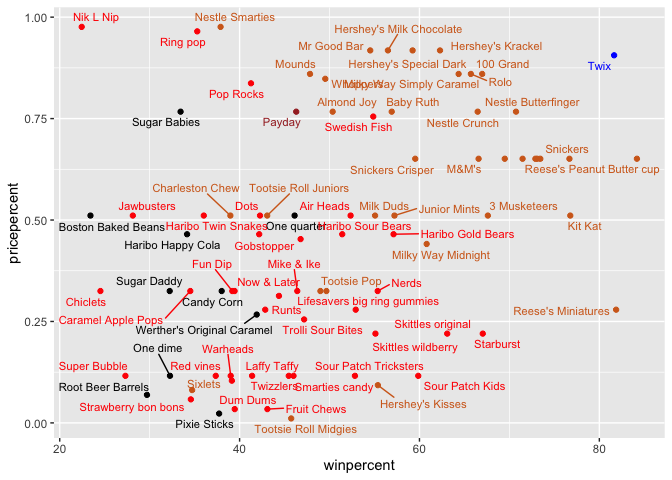 1.00
0.75
0.50
0.25
0.00
pricepercent
Nik L Nip
Nestle Smarties
Ring pop
Hershey's Milk Chocolate
Mr Good Bar
Hershey's Krackel
Twix
Mounds
Hershey's Special Dark
100 Grand
Whoppers
Milky Way Simply Caramel
Rolo
Pop Rocks
Almond Joy
Baby Ruth
Nestle Butterfinger
Sugar Babies
Payday
Swedish Fish
Nestle Crunch
Snickers
Snickers Crisper
M&M's
Reese's Peanut Butter cup
Charleston Chew
Tootsie Roll Juniors
Jawbusters
Dots
Air Heads
Milk Duds
Junior Mints
3 Musketeers
Boston Baked Beans
Haribo Twin Snakes
One quarter
Haribo Sour Bears
Kit Kat
Haribo Happy Cola
Gobstopper
Haribo Gold Bears
Milky Way Midnight
Fun Dip
Mike & Ike
Sugar Daddy
Now & Later
Tootsie Pop
Nerds
Chiclets
Candy Corn
Lifesavers big ring gummies
Caramel Apple Pops
Runts
Reese's Miniatures
Werther's Original Caramel
Trolli Sour Bites
Skittles original
Skittles wildberry
Starburst
One dime
Warheads
Super Bubble
Red vines
Laffy Taffy
Sour Patch Tricksters
Root Beer Barrels
Sixlets
Twizzlers
Smarties candy
Sour Patch Kids
Strawberry bon bons
Dum Dums
Fruit Chews
Hershey's Kisses
Pixie Sticks
Tootsie Roll Midgies
20
40
60
80
winpercent